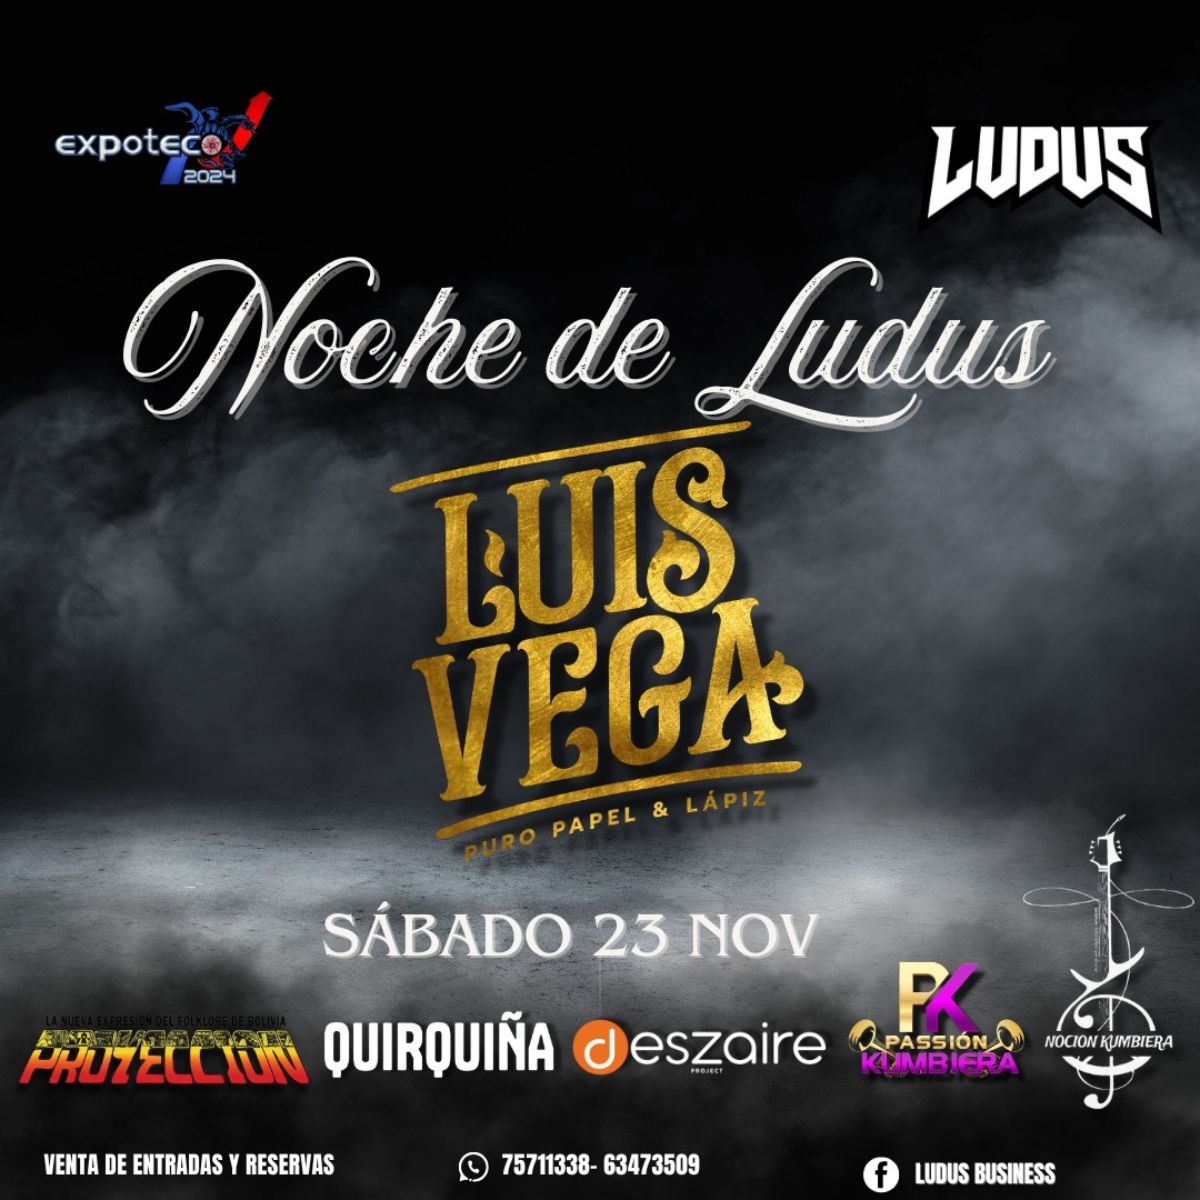 expoteco
2024
LUDUS
Noche de Ludus
LUIS
VEGA
PURO PAPEL & LÁPIZ
SÁBADO 23 NOV
LA NUEVA EXPRESIÓN DEL FOLKLORE DE BOLIVIA
PROYECCION
QUIRQUIÑA
deszaire
PROJECT
PK
PASSIÓN
KUMBIERA
NOCION KUMBIERA
VENTA DE ENTRADAS Y RESERVAS
75711338- 63473509
LUDUS BUSINESS